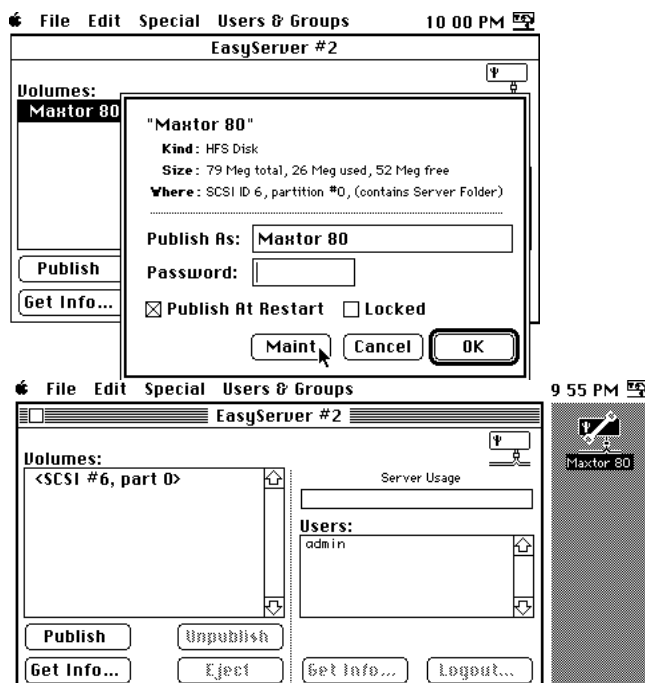 File Edit Special Users & Groups 10 00 PM
EasyServer #2
Volumes:
Maxtor 80
"Maxtor 80"
Kind: HFS Disk
Size: 79 Meg total, 26 Meg used, 52 Meg free
Where: SCSI ID 6, partition #0, (contains Server Folder)
Publish As: Maxtor 80
Password:
Publish At Restart Locked
Maint Cancel OK
Publish
Get Info...
File Edit Special Users & Groups 9 55 PM
EasyServer #2
Maxtor 80
Volumes:
<SCSI #6, part 0>
Server Usage
Users:
admin
Publish Unpublish
Get Info... Eject Get Info... Logout...